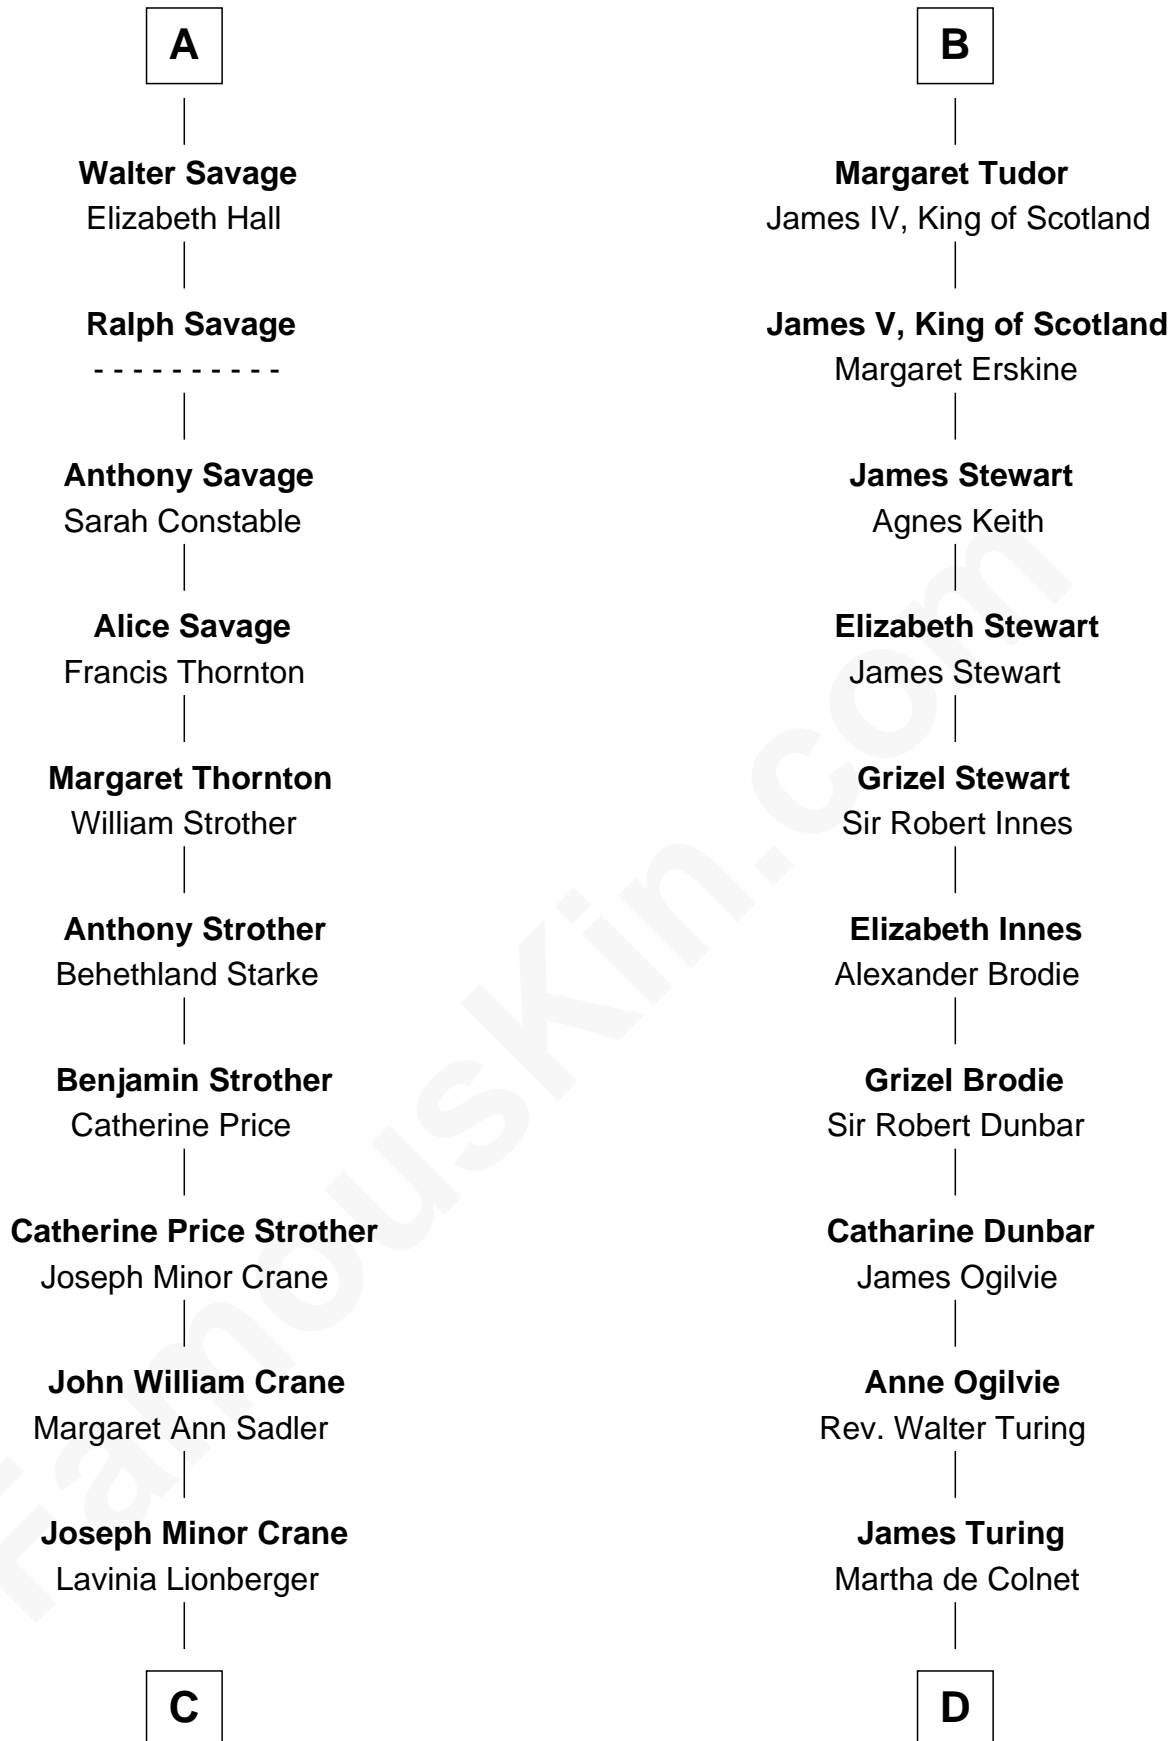 A
Walter Savage
Elizabeth Hall
Ralph Savage
- - - - - - - - - -
Anthony Savage
Sarah Constable
Alice Savage
Francis Thornton
Margaret Thornton
William Strother
Anthony Strother
Behethland Starke
Benjamin Strother
Catherine Price
Catherine Price Strother
Joseph Minor Crane
John William Crane
Margaret Ann Sadler
Joseph Minor Crane
Lavinia Lionberger
C
B
Margaret Tudor
James IV, King of Scotland
James V, King of Scotland
Margaret Erskine
James Stewart
Agnes Keith
Elizabeth Stewart
James Stewart
Grizel Stewart
Sir Robert Innes
Elizabeth Innes
Alexander Brodie
Grizel Brodie
Sir Robert Dunbar
Catharine Dunbar
James Ogilvie
Anne Ogilvie
Rev. Walter Turing
James Turing
Martha de Colnet
D
FamousKin.com